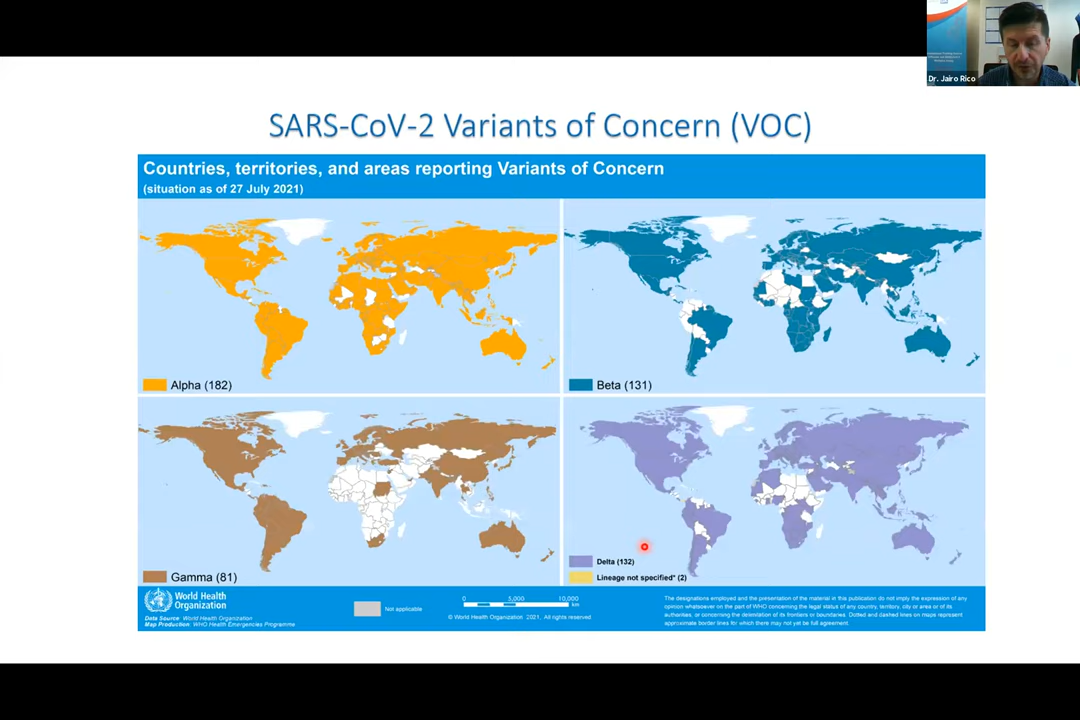 Dr. Jairo Rico
SARS-CoV-2 Variants of Concern (VOC)
Countries, territories, and areas reporting Variants of Concern
(situation as of 27 July 2021)
Alpha (182)
Beta (131)
Gamma (81)
Delta (132)
Lineage not specified* (2)
World Health
Organization
Data Source: World Health Organization
Map Production: WHO Health Emergencies Programme
Not applicable
0 5,000 10,000
km
© World Health Organization 2021, All rights reserved.
The designations employed and the presentation of the material in this publication do not imply the expression of any
opinion whatsoever on the part of WHO concerning the legal status of any country, territory, city or area or of its
authorities, or concerning the delimitation of its frontiers or boundaries. Dotted and dashed lines on maps represent
approximate border lines for which there may not yet be full agreement.